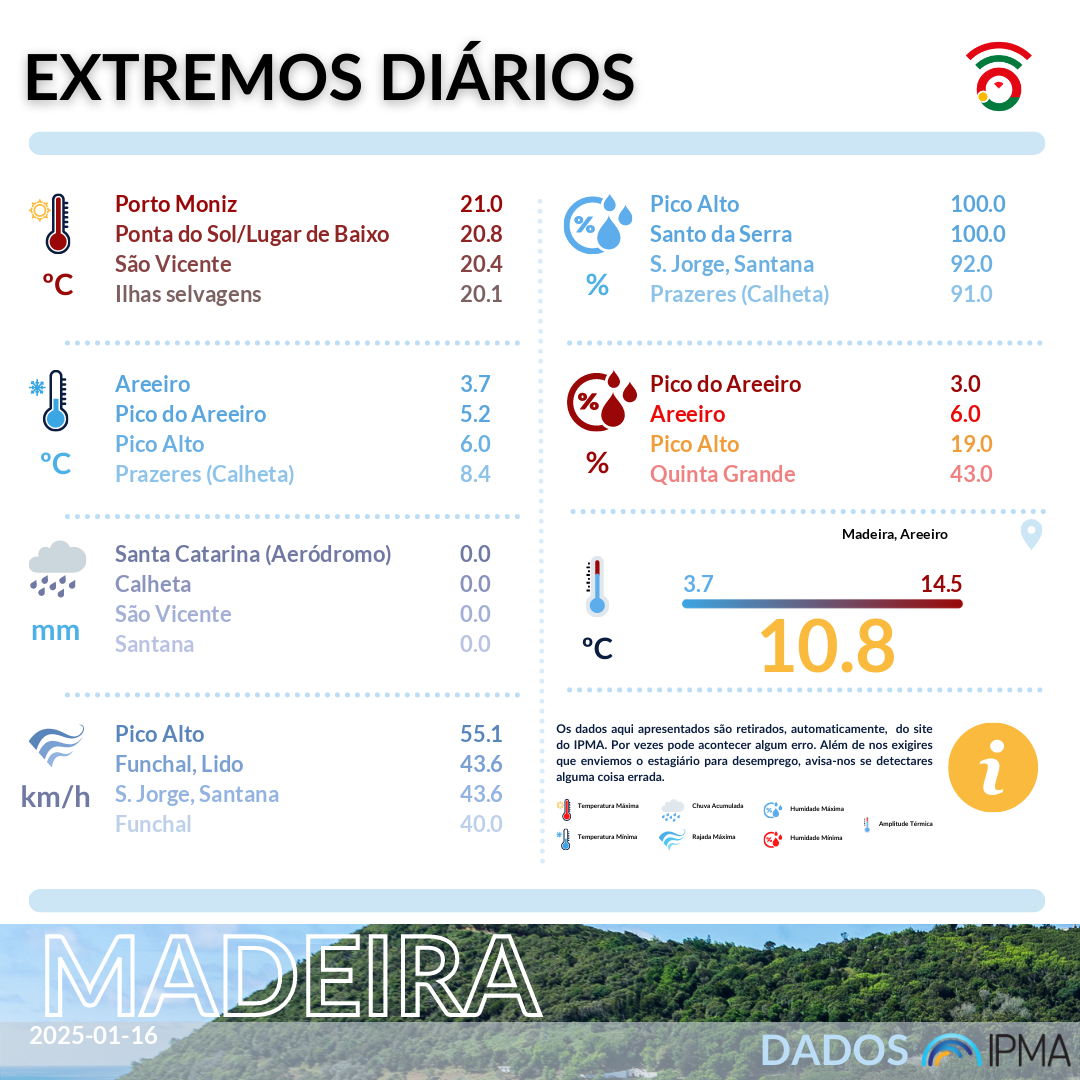 EXTREMOS DIÁRIOS
Porto Moniz 21.0
Ponta do Sol/Lugar de Baixo 20.8
São Vicente 20.4
Ilhas selvagens 20.1
ºC
Areeiro 3.7
Pico do Areeiro 5.2
Pico Alto 6.0
Prazeres (Calheta) 8.4
ºC
Santa Catarina (Aeródromo) 0.0
Calheta 0.0
São Vicente 0.0
Santana 0.0
mm
Pico Alto 55.1
Funchal, Lido 43.6
S. Jorge, Santana 43.6
Funchal 40.0
km/h
%
Pico Alto 100.0
Santo da Serra 100.0
S. Jorge, Santana 92.0
Prazeres (Calheta) 91.0
%
%
Pico do Areeiro 3.0
Areeiro 6.0
Pico Alto 19.0
Quinta Grande 43.0
%
Madeira, Areeiro
3.7 14.5
10.8
ºC
Os dados aqui apresentados são retirados, automaticamente, do site
do IPMA. Por vezes pode acontecer algum erro. Além de nos exigires
que enviemos o estagiário para desemprego, avisa-nos se detectares
alguma coisa errada.
i
Temperatura Máxima
Chuva Acumulada
Humidade Máxima
Amplitude Térmica
Temperatura Mínima
Rajada Máxima
Humidade Mínima
MADEIRA
2025-01-16
DADOS IPMA